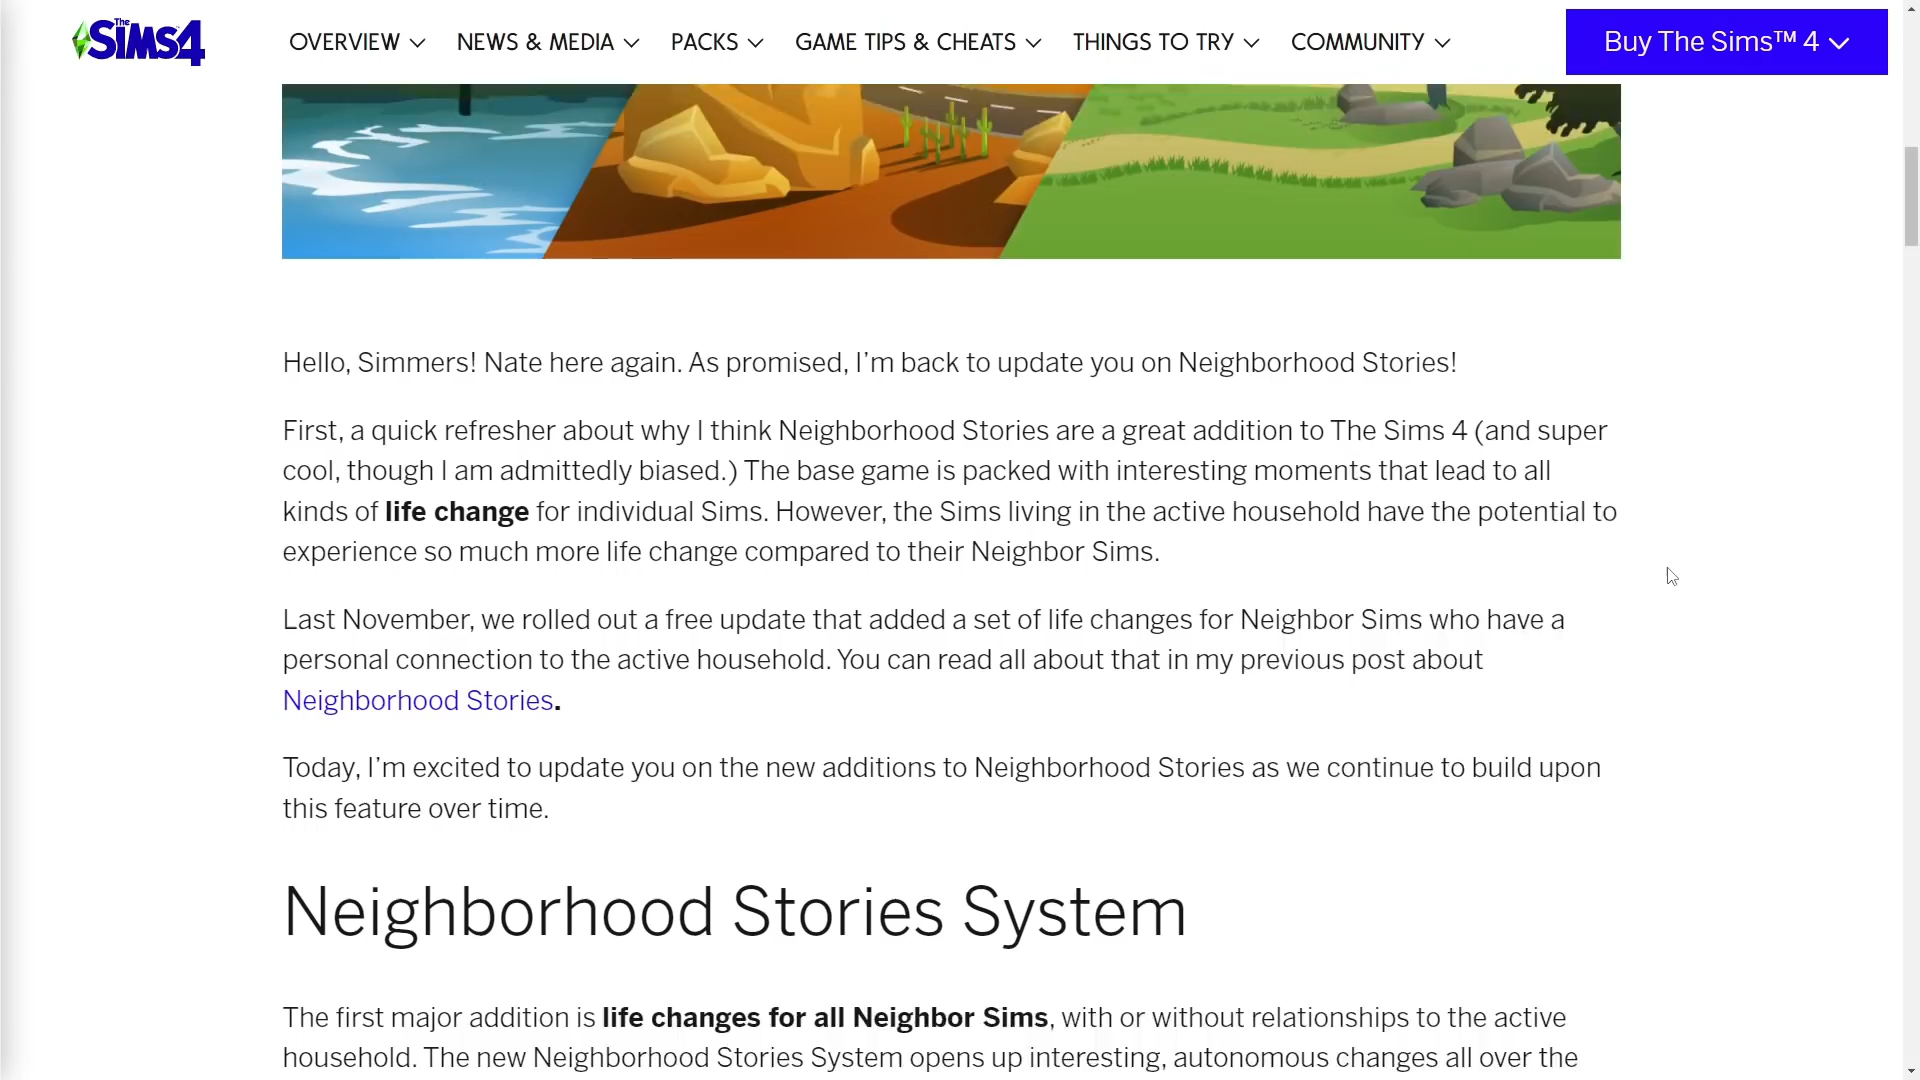 The Sims 4
OVERVIEW NEWS & MEDIA PACKS GAME TIPS & CHEATS THINGS TO TRY COMMUNITY Buy The Sims™ 4
Hello, Simmers! Nate here again. As promised, I’m back to update you on Neighborhood Stories!
First, a quick refresher about why I think Neighborhood Stories are a great addition to The Sims 4 (and super
cool, though I am admittedly biased.) The base game is packed with interesting moments that lead to all
kinds of life change for individual Sims. However, the Sims living in the active household have the potential to
experience so much more life change compared to their Neighbor Sims.
Last November, we rolled out a free update that added a set of life changes for Neighbor Sims who have a
personal connection to the active household. You can read all about that in my previous post about
Neighborhood Stories.
Today, I’m excited to update you on the new additions to Neighborhood Stories as we continue to build upon
this feature over time.
Neighborhood Stories System
The first major addition is life changes for all Neighbor Sims, with or without relationships to the active
household. The new Neighborhood Stories System opens up interesting, autonomous changes all over the